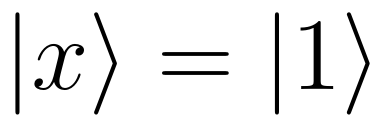 |x⟩ = |1⟩